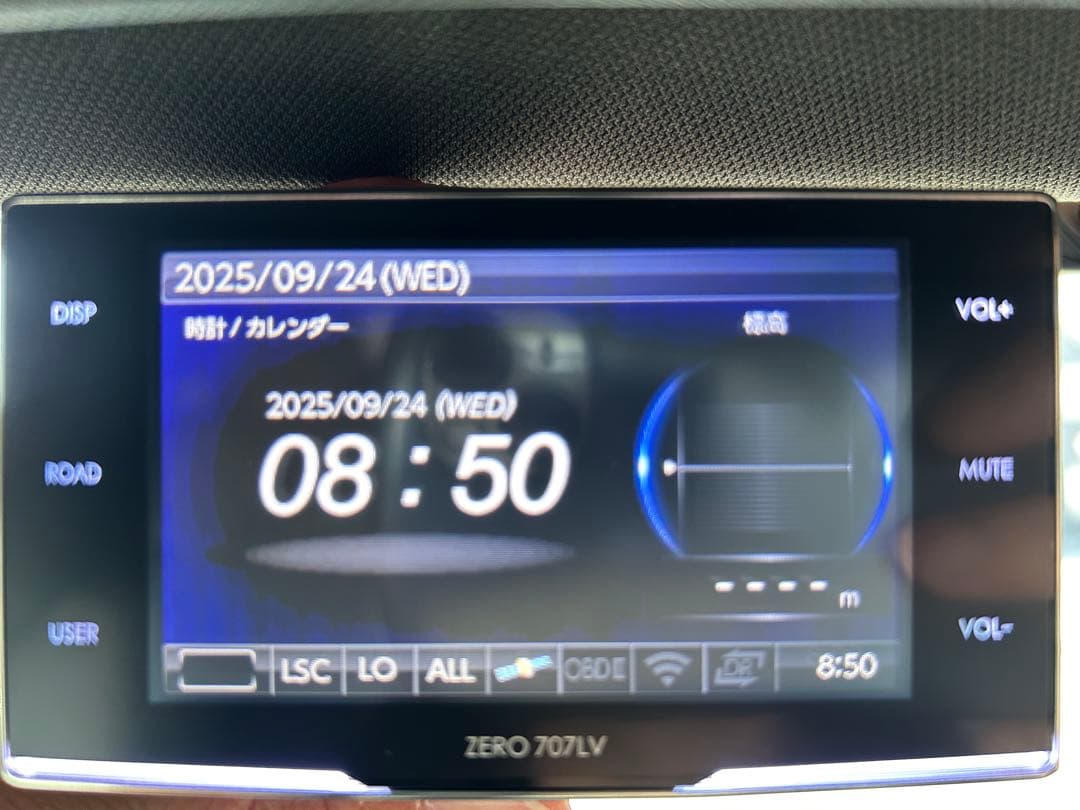 2025/09/24(WED)
DISP
VOL+
時計/カレンダー
標高
2025/09/24 (WED)
08:50
ROAD
MUTE
---- m
USER
VOL-
LSC LO ALL OBDⅡ DR 8:50
ZERO 707LV